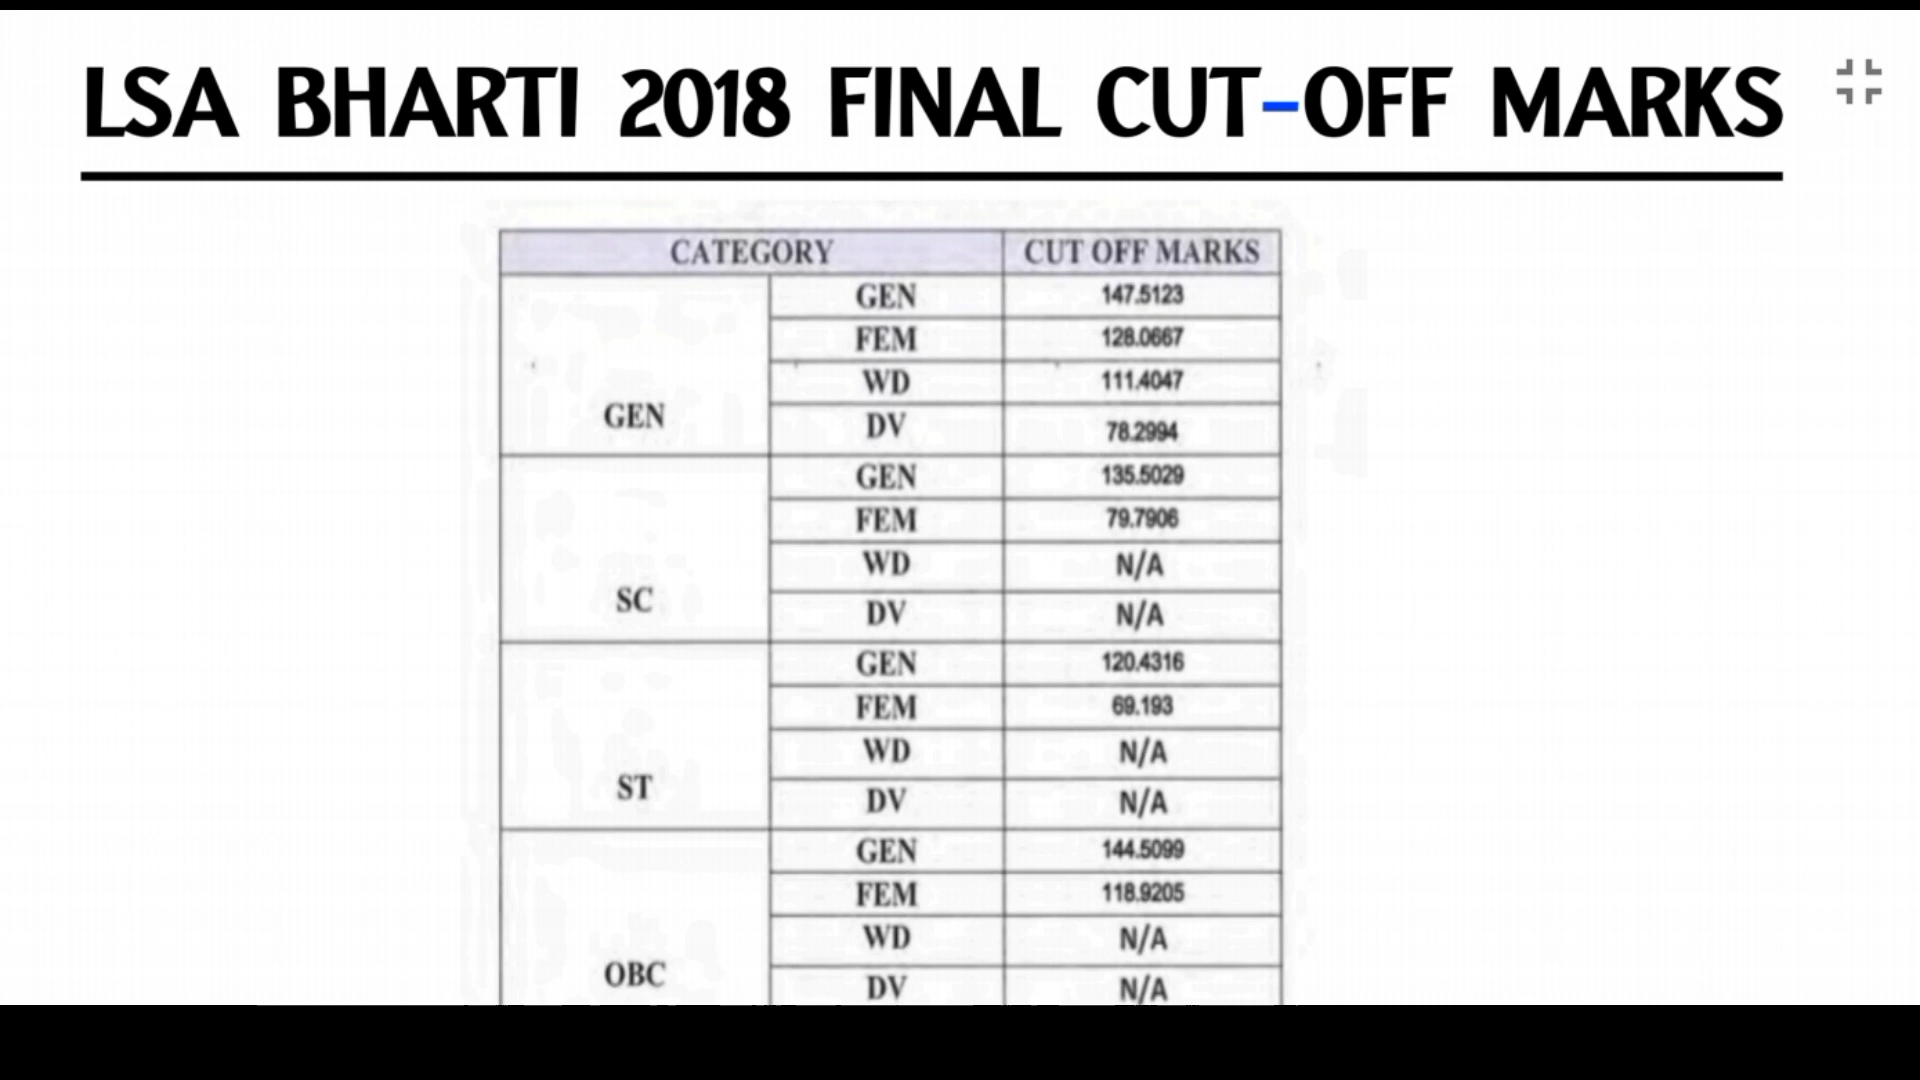 LSA BHARTI 2018 FINAL CUT-OFF MARKS
CATEGORY CUT OFF MARKS
GEN 147.5123
FEM 128.0667
WD 111.4047
GEN DV 78.2994
GEN 135.5029
FEM 79.7906
WD N/A
SC DV N/A
GEN 120.4316
FEM 69.193
WD N/A
ST DV N/A
GEN 144.5099
FEM 118.9205
WD N/A
OBC DV N/A